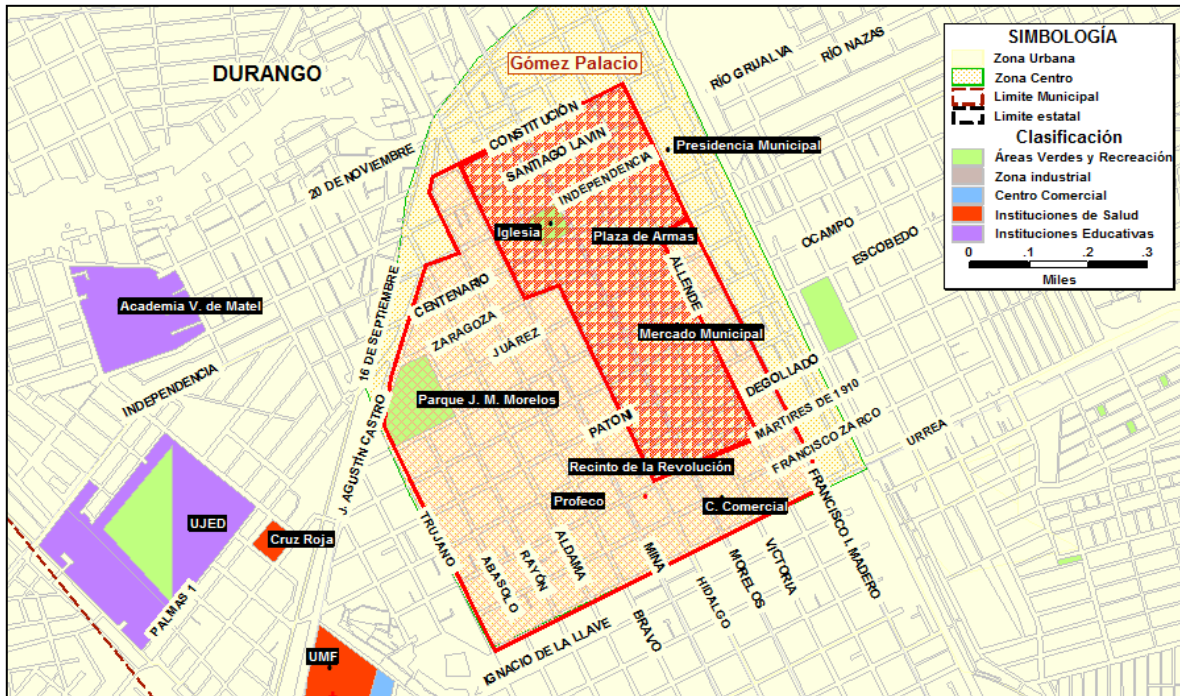 DURANGO
Gómez Palacio
RÍO GRIJALVA
RÍO NAZAS
SIMBOLOGÍA
Zona Urbana
Zona Centro
Limite Municipal
Limite estatal
Clasificación
Áreas Verdes y Recreación
Zona industrial
Centro Comercial
Instituciones de Salud
Instituciones Educativas
0 .1 .2 .3
Miles
20 DE NOVIEMBRE
CONSTITUCIÓN
SANTIAGO LAVIN
INDEPENDENCIA
Presidencia Municipal
Iglesia
Plaza de Armas
OCAMPO
ESCOBEDO
ALLENDE
16 DE SEPTIEMBRE
CENTENARIO
ZARAGOZA
JUÁREZ
Academia V. de Matel
Mercado Municipal
INDEPENDENCIA
Parque J. M. Morelos
J. AGUSTÍN CASTRO
PATONI
DEGOLLADO
MÁRTIRES DE 1910
FRANCISCO ZARCO
URREA
Recinto de la Revolución
Profeco
C. Comercial
FRANCISCO I. MADERO
UJED
Cruz Roja
TRUJANO
ABASOLO
RAYÓN
ALDAMA
MINA
BRAVO
HIDALGO
MORELOS
VICTORIA
IGNACIO DE LA LLAVE
PALMAS 1
UMF